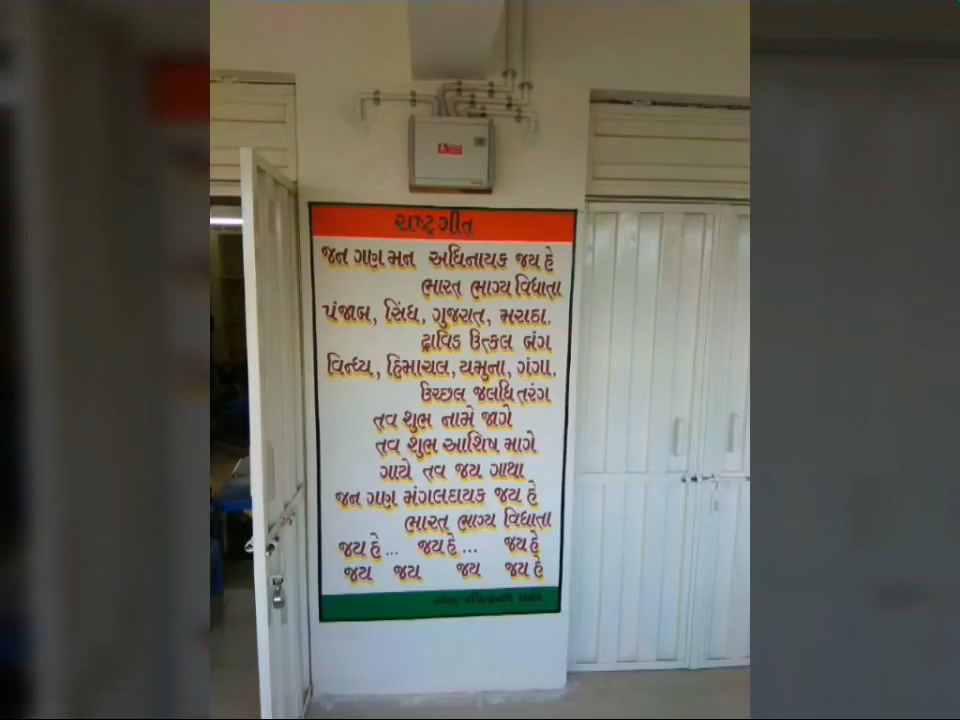 રાષ્ટ્રગીત
જન ગણ મન અધિનાયક જય હે
ભારત ભાગ્ય વિધાતા
પંજાબ, સિંધ, ગુજરાત, મરાઠા,
દ્રાવિડ ઉત્કલ બંગ
વિન્ધ્ય, હિમાચલ, યમુના, ગંગા,
ઉચ્છલ જલધિ તરંગ
તવ શુભ નામે જાગે
તવ શુભ આશિષ માગે
ગાયે તવ જય ગાથા
જન ગણ મંગલદાયક જય હે
ભારત ભાગ્ય વિધાતા
જય હે ... જય હે ... જય હે
જય જય જય જય હે